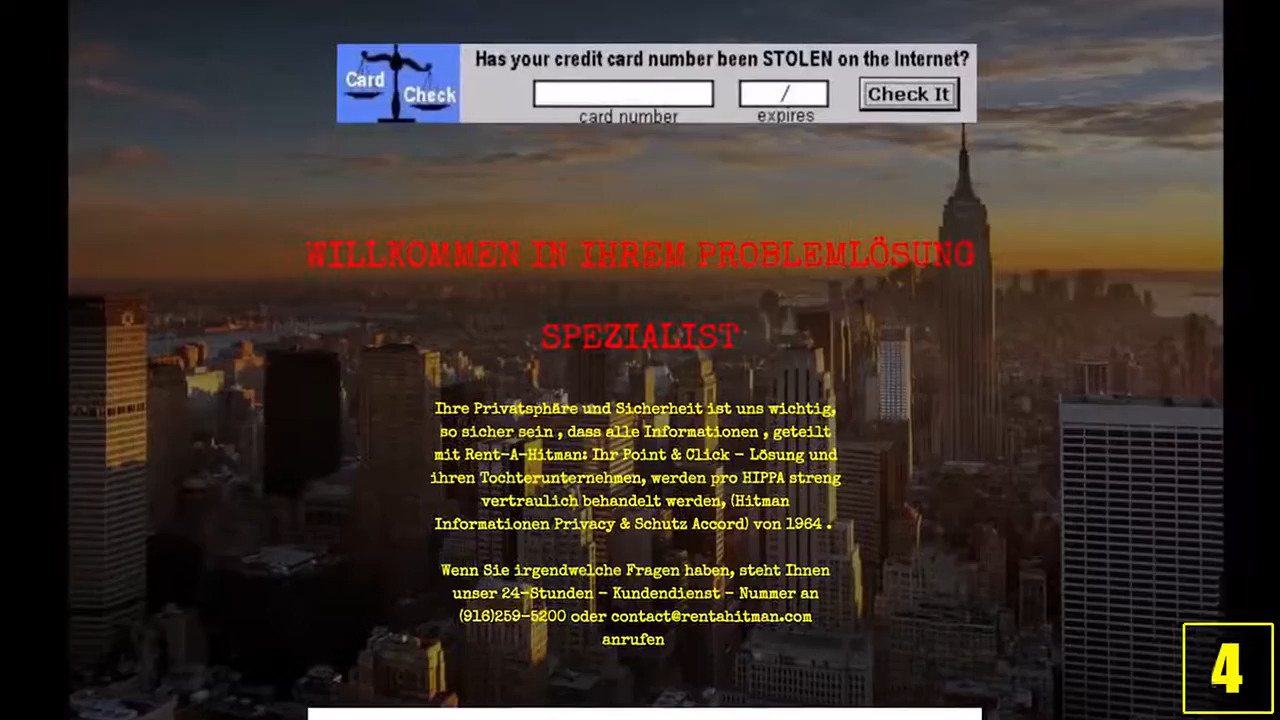 Card
Check
Has your credit card number been STOLEN on the Internet?
/
Check It
card number
expires
WILLKOMMEN IN IHREM PROBLEMLÖSUNG
SPEZIALIST
Ihre Privatsphäre und Sicherheit ist uns wichtig,
so sicher sein , dass alle Informationen , geteilt
mit Rent-A-Hitman: Ihr Point & Click - Lösung und
ihren Tochterunternehmen, werden pro HIPPA streng
vertraulich behandelt werden, (Hitman
Informationen Privacy & Schutz Accord) von 1964 .
Wenn Sie irgendwelche Fragen haben, steht Ihnen
unser 24-Stunden - Kundendienst - Nummer an
(916)259-5200 oder contact@rentahitman.com
anrufen
4